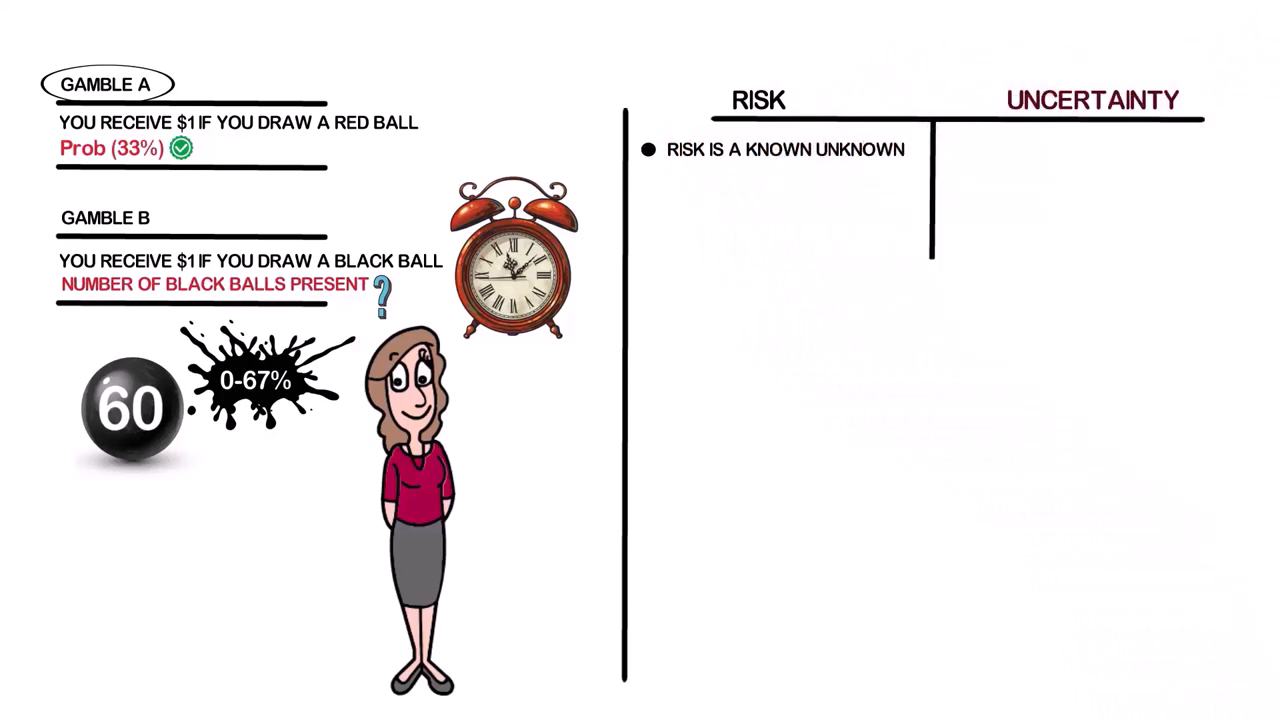 GAMBLE A
YOU RECEIVE $1 IF YOU DRAW A RED BALL
Prob (33%)
GAMBLE B
YOU RECEIVE $1 IF YOU DRAW A BLACK BALL
NUMBER OF BLACK BALLS PRESENT ?
60
0-67%
RISK
UNCERTAINTY
RISK IS A KNOWN UNKNOWN